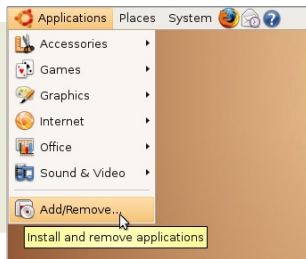 Applications Places System
Accessories
Games
Graphics
Internet
Office
Sound & Video
Add/Remove...
Install and remove applications